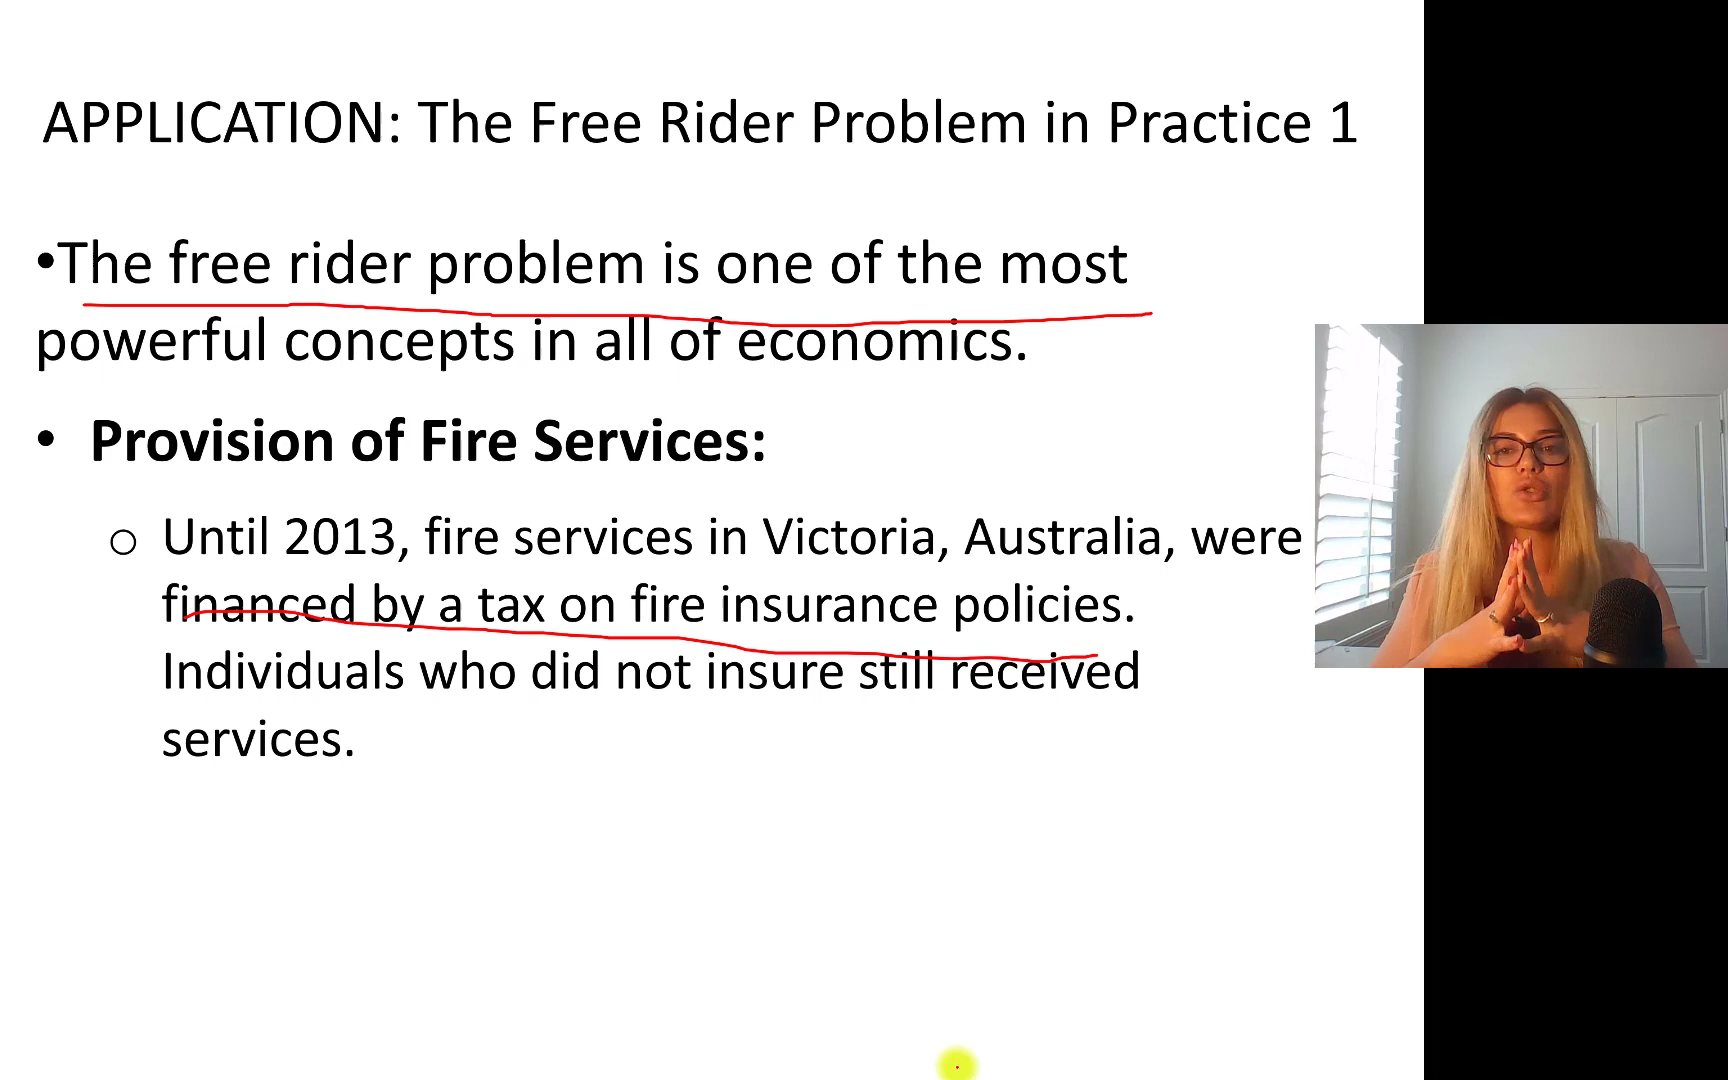 APPLICATION: The Free Rider Problem in Practice 1
•The free rider problem is one of the most
powerful concepts in all of economics.
• Provision of Fire Services:
o Until 2013, fire services in Victoria, Australia, were
financed by a tax on fire insurance policies.
Individuals who did not insure still received
services.